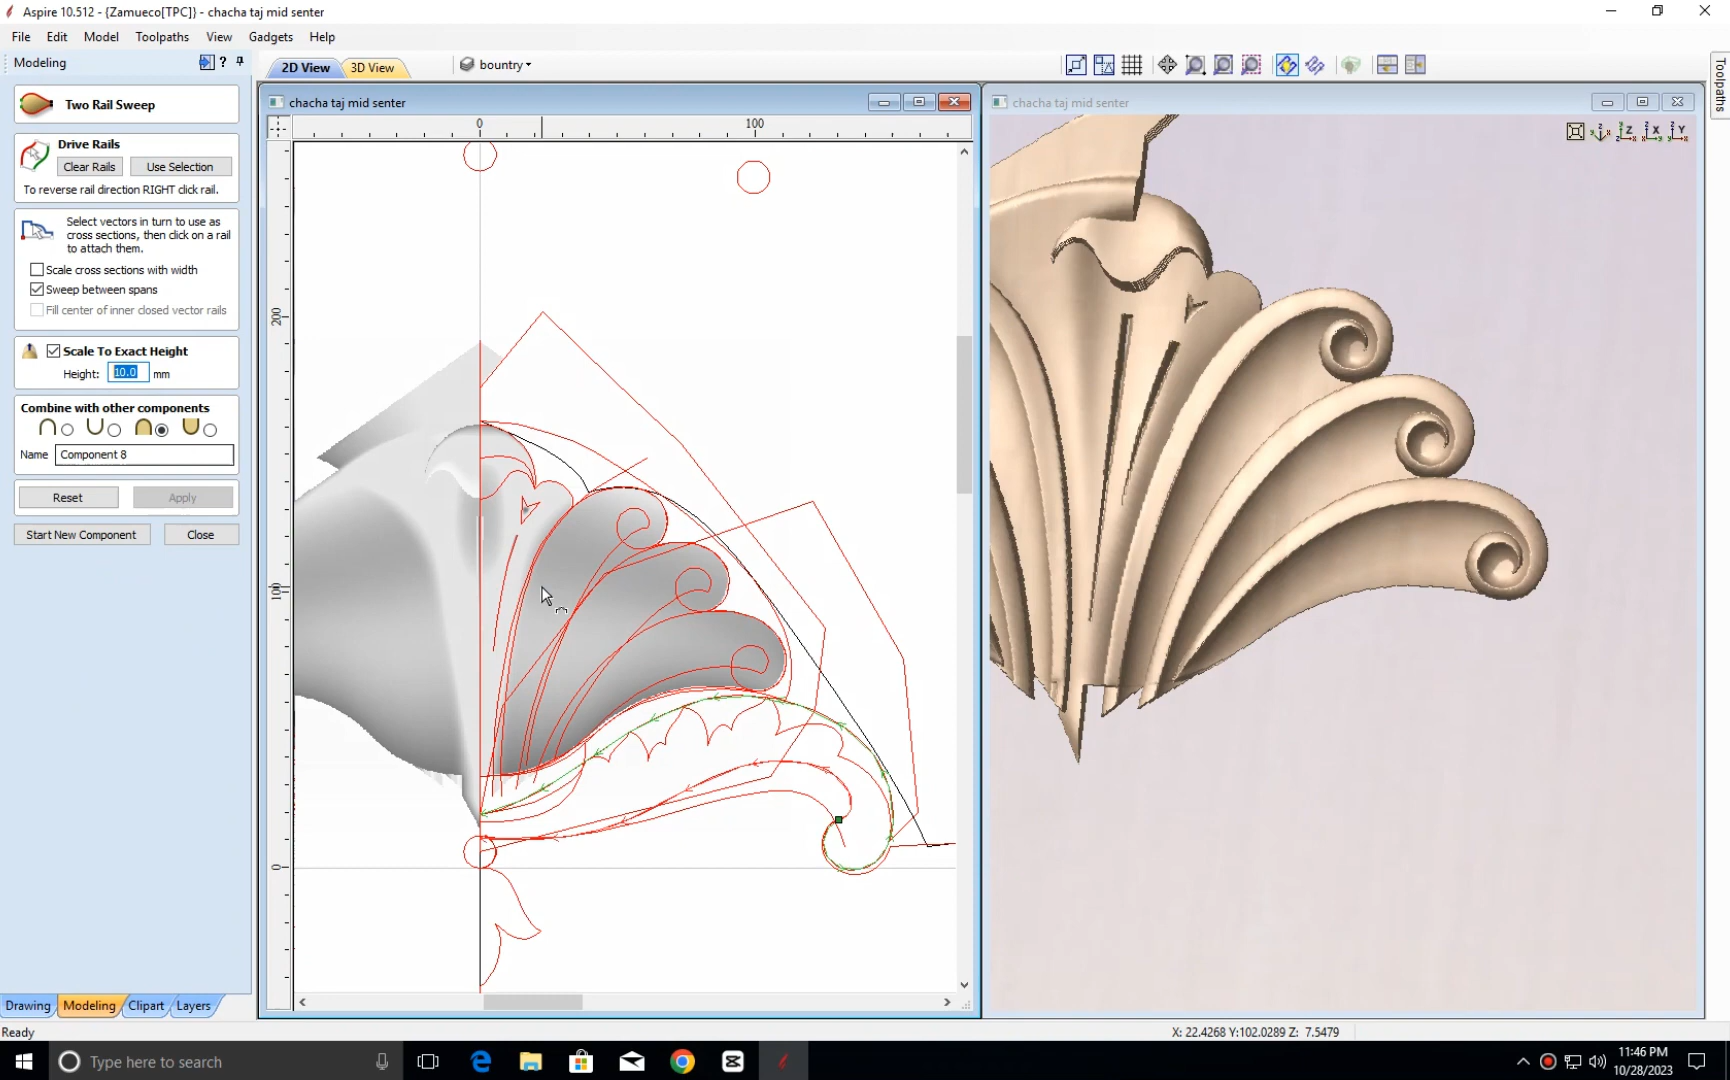 Aspire 10.512 - {Zamueco[TPC]} - chacha taj mid senter
File Edit Model Toolpaths View Gadgets Help
Modeling ?
2D View 3D View bountry
Toolpaths
Two Rail Sweep
chacha taj mid senter
chacha taj mid senter
0 100
Z X Y
Drive Rails
Clear Rails Use Selection
To reverse rail direction RIGHT click rail.
Select vectors in turn to use as
cross sections, then click on a rail
to attach them.
Scale cross sections with width
Sweep between spans
Fill center of inner closed vector rails
200
Scale To Exact Height
Height: 10.0 mm
Combine with other components
Name Component 8
Reset Apply
Start New Component Close
100
0
Drawing Modeling Clipart Layers
Ready
X: 22.4268 Y:102.0289 Z: 7.5479
Type here to search
11:46 PM
10/28/2023